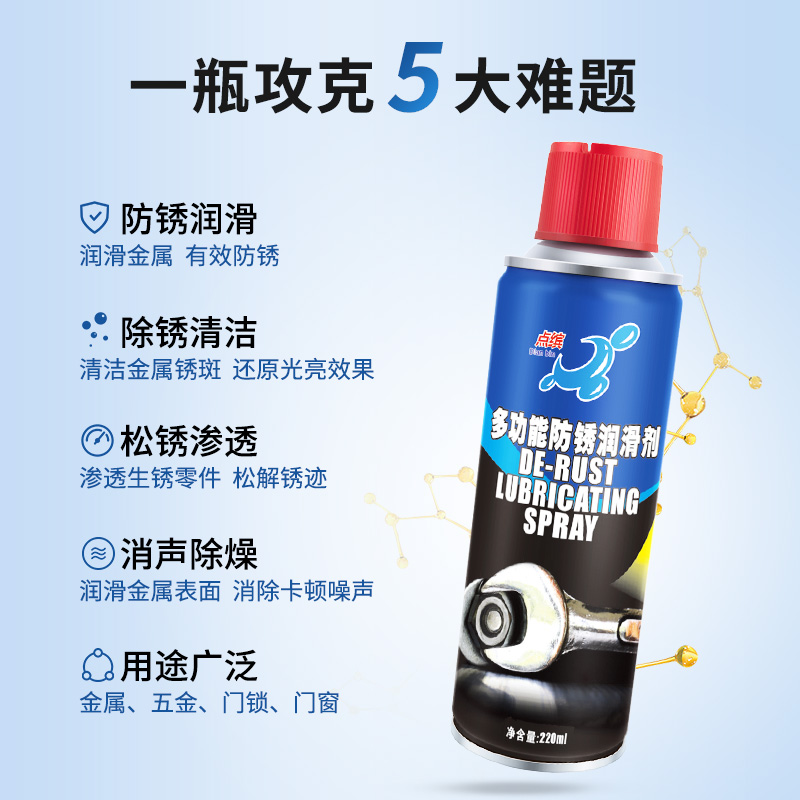 一瓶攻克5大难题
防锈润滑
润滑金属 有效防锈
除锈清洁
清洁金属锈斑 还原光亮效果
松锈渗透
渗透生锈零件 松解锈迹
消声除燥
润滑金属表面 消除卡顿噪声
用途广泛
金属、五金、门锁、门窗
点缤
Dian bin
多功能防锈润滑剂
DE-RUST
LUBRICATING
SPRAY
净含量:220ml